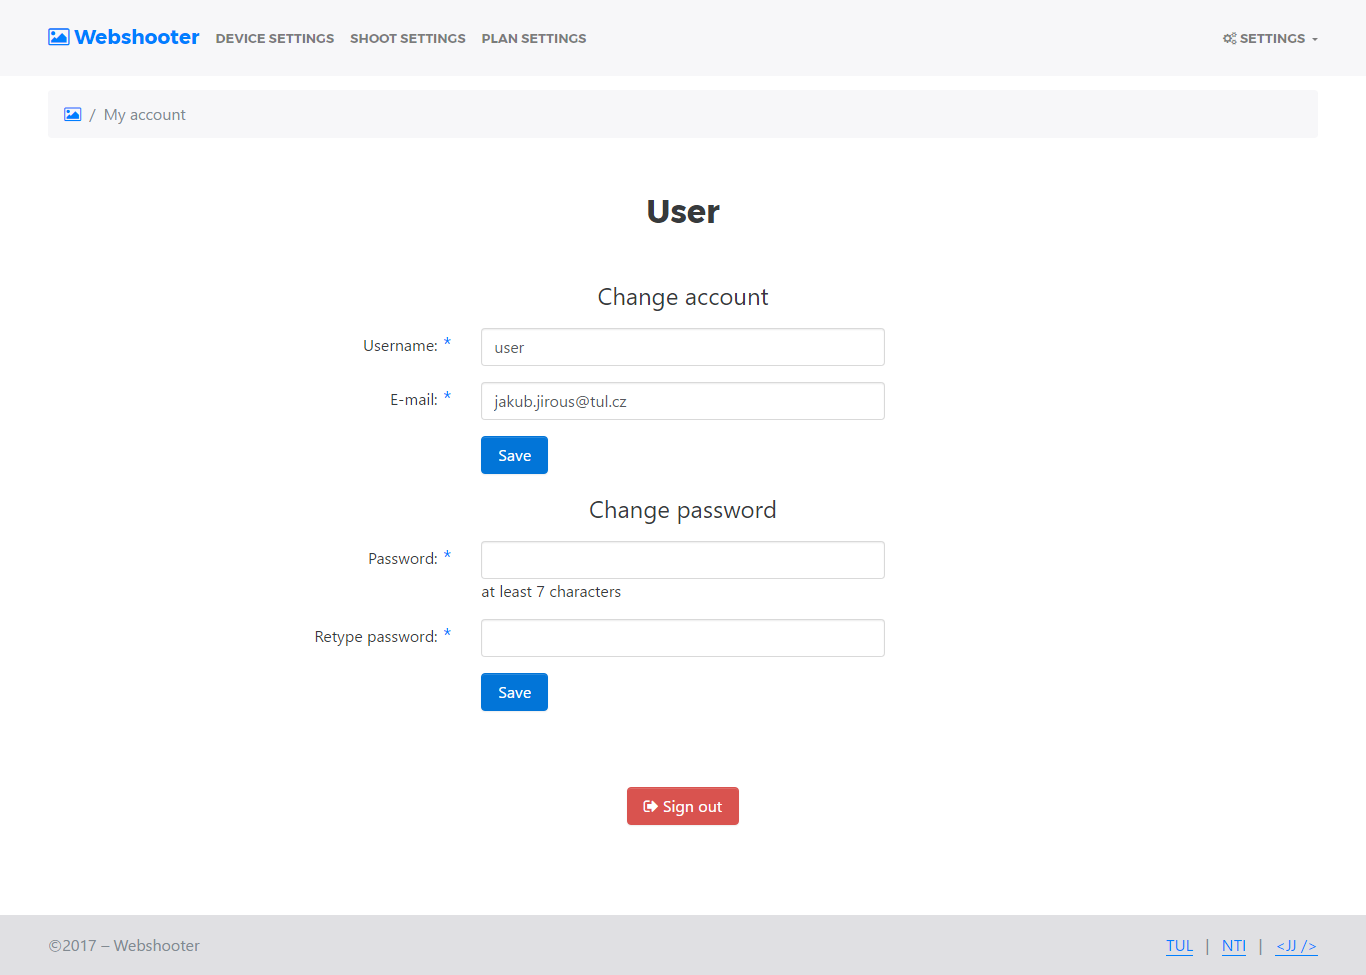 Webshooter DEVICE SETTINGS SHOOT SETTINGS PLAN SETTINGS SETTINGS
/ My account
User
Change account
Username: * user
E-mail: * jakub.jirous@tul.cz
Save
Change password
Password: *
at least 7 characters
Retype password: *
Save
Sign out
©2017 – Webshooter TUL | NTI | <JJ />